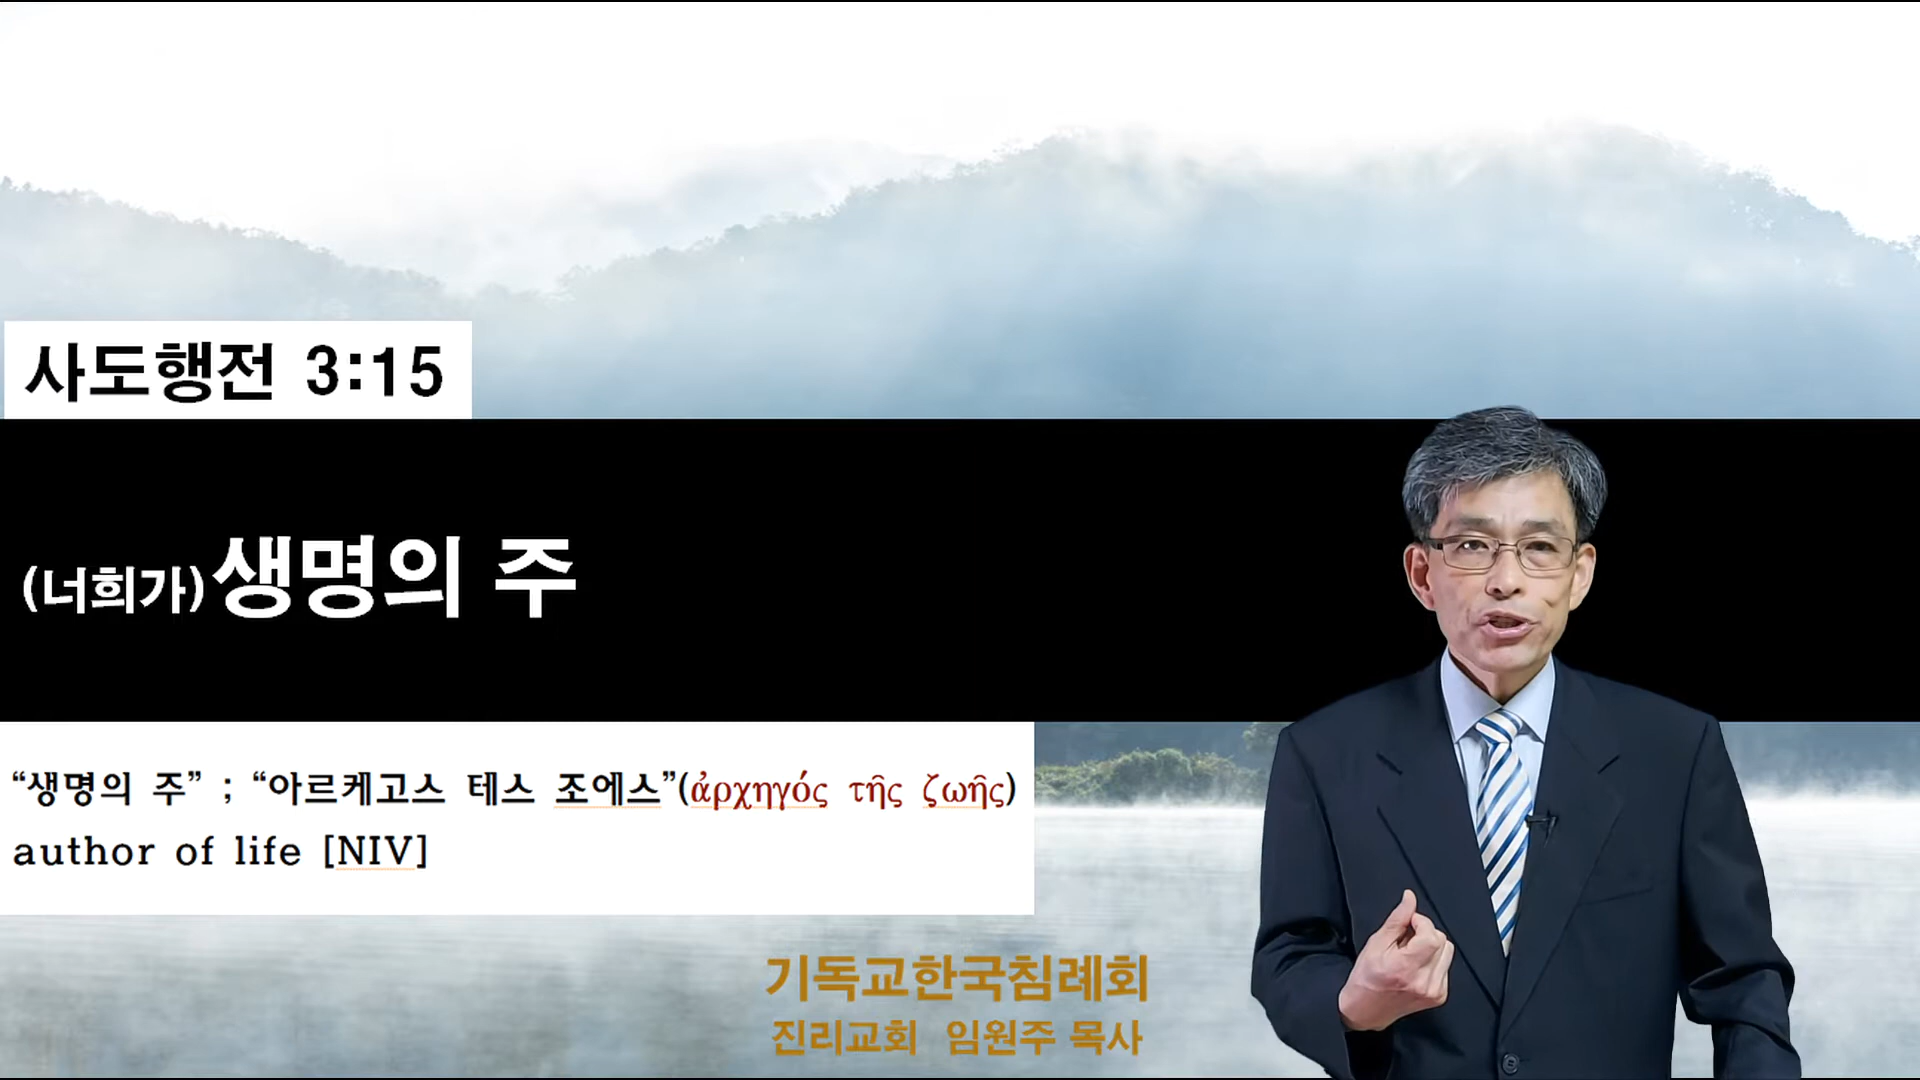 사도행전 3:15
(너희가)생명의 주
“생명의 주” ; “아르케고스 테스 조에스”(ἀρχηγός τῆς ζωῆς)
author of life [NIV]
기독교한국침례회
진리교회 임원주 목사